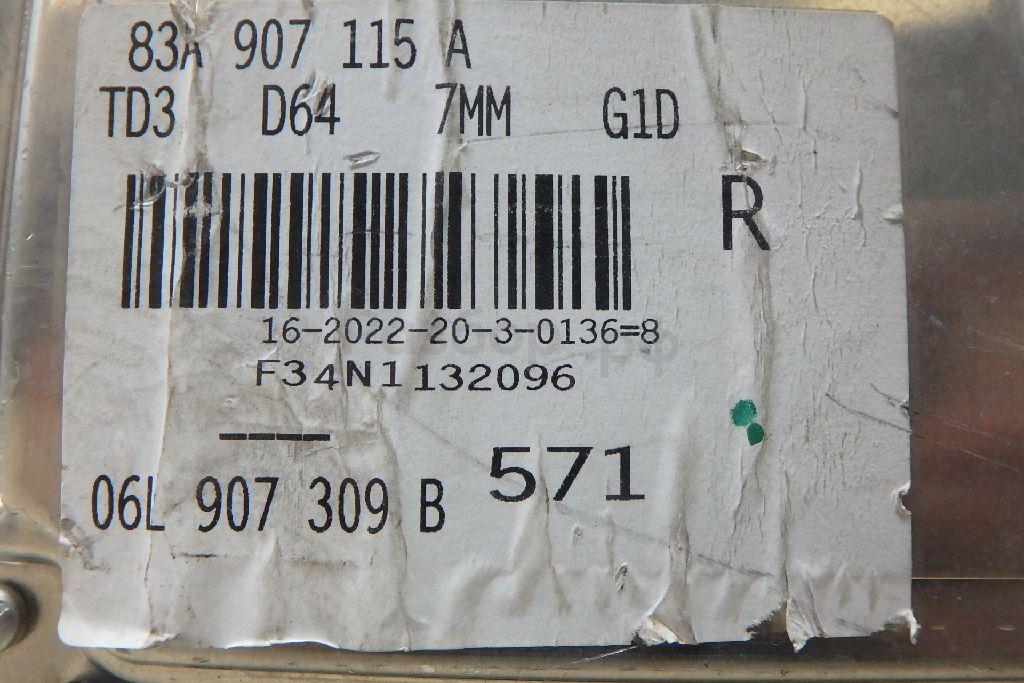 83A 907 115 A
TD3 D64 7MM G1D
R
16-2022-20-3-0136=8
F34N1132096
----
06L 907 309 B 571